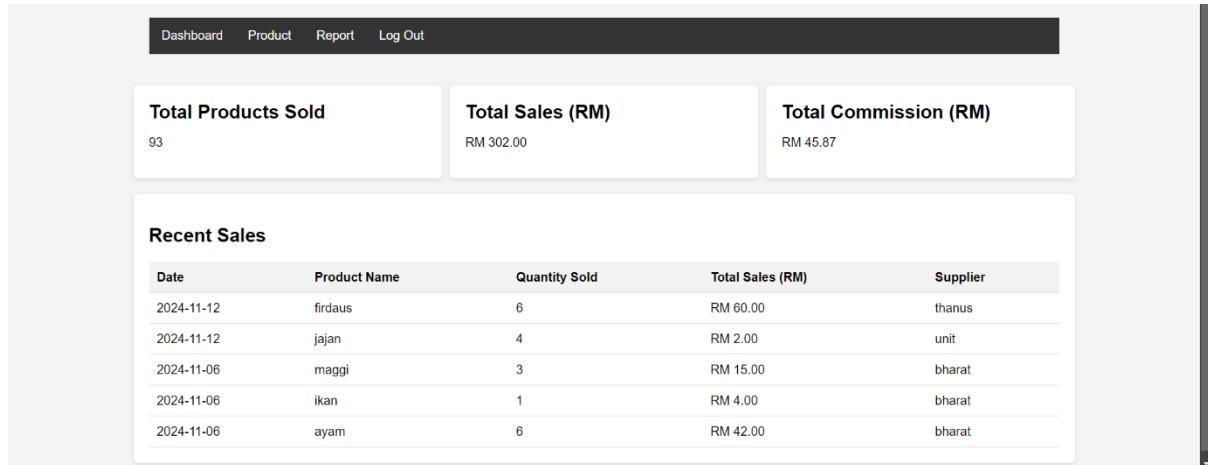 Dashboard Product Report Log Out
Total Products Sold Total Sales (RM) Total Commission (RM)
93 RM 302.00 RM 45.87
Recent Sales
Date Product Name Quantity Sold Total Sales (RM) Supplier
2024-11-12 firdaus 6 RM 60.00 thanus
2024-11-12 jajan 4 RM 2.00 unit
2024-11-06 maggi 3 RM 15.00 bharat
2024-11-06 ikan 1 RM 4.00 bharat
2024-11-06 ayam 6 RM 42.00 bharat